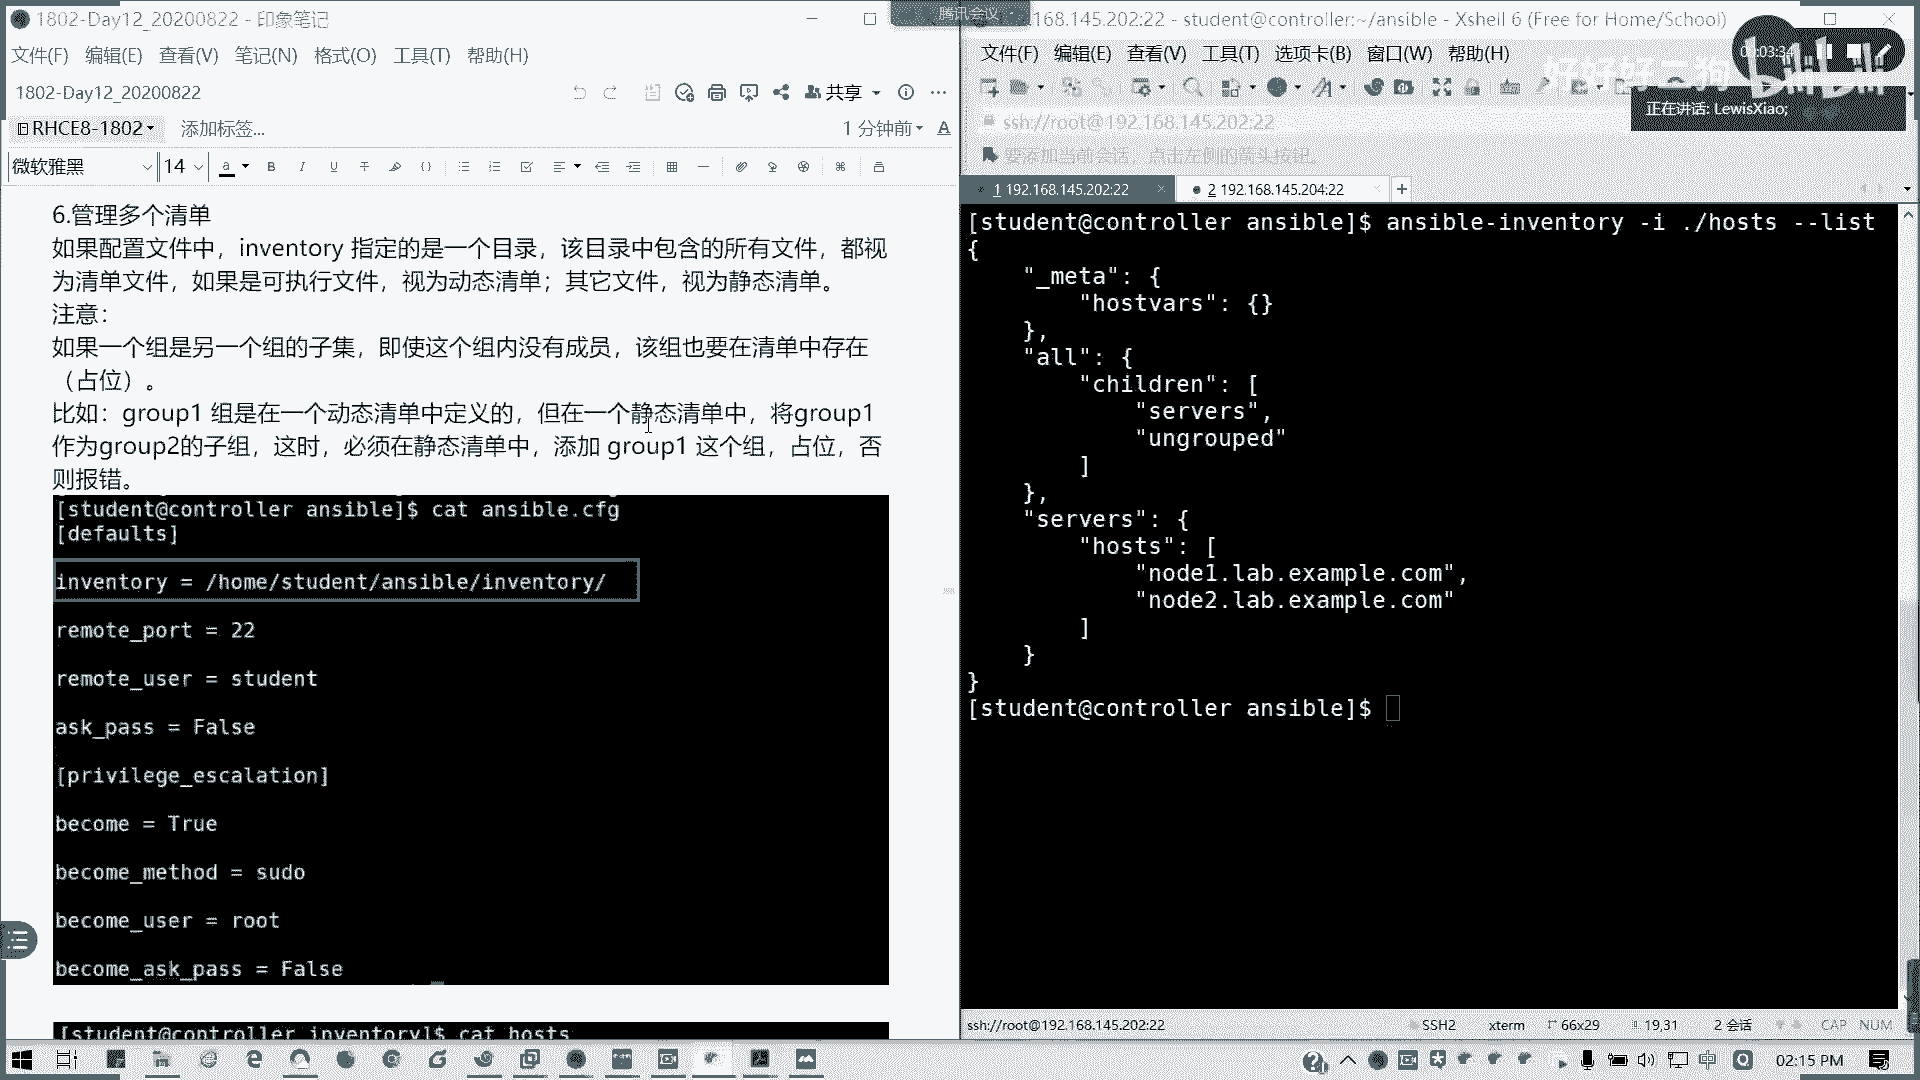 1802-Day12_20200822 - 印象笔记
文件(F) 编辑(E) 查看(V) 笔记(N) 格式(O) 工具(T) 帮助(H)
1802-Day12_20200822
共享
RHCE8-1802
添加标签...
1 分钟前
微软雅黑 14
6.管理多个清单
如果配置文件中，inventory 指定的是一个目录，该目录中包含的所有文件，都视
为清单文件，如果是可执行文件，视为动态清单；其它文件，视为静态清单。
注意：
如果一个组是另一个组的子集，即使这个组内没有成员，该组也要在清单中存在
（占位）。
比如：group1 组是在一个动态清单中定义的，但在一个静态清单中，将group1
作为group2的子组，这时，必须在静态清单中，添加 group1 这个组，占位，否
则报错。
[student@controller ansible]$ cat ansible.cfg
[defaults]
inventory = /home/student/ansible/inventory/
remote_port = 22
remote_user = student
ask_pass = False
[privilege_escalation]
become = True
become_method = sudo
become_user = root
become_ask_pass = False
[student@controller inventory]$ cat hosts
腾讯会议
168.145.202:22 - student@controller:~/ansible - Xshell 6 (Free for Home/School)
文件(F) 编辑(E) 查看(V) 工具(T) 选项卡(B) 窗口(W) 帮助(H)
好好好二狗
bilibili
正在讲话: LewisXiao;
ssh://root@192.168.145.202:22
要添加当前会话，点击左侧的箭头按钮。
1 192.168.145.202:22
2 192.168.145.204:22
[student@controller ansible]$ ansible-inventory -i ./hosts --list
{
"_meta": {
"hostvars": {}
},
"all": {
"children": [
"servers",
"ungrouped"
]
},
"servers": {
"hosts": [
"node1.lab.example.com",
"node2.lab.example.com"
]
}
}
[student@controller ansible]$
ssh://root@192.168.145.202:22 SSH2 xterm 66x29 19,31 2 会话 CAP NUM
中
02:15 PM